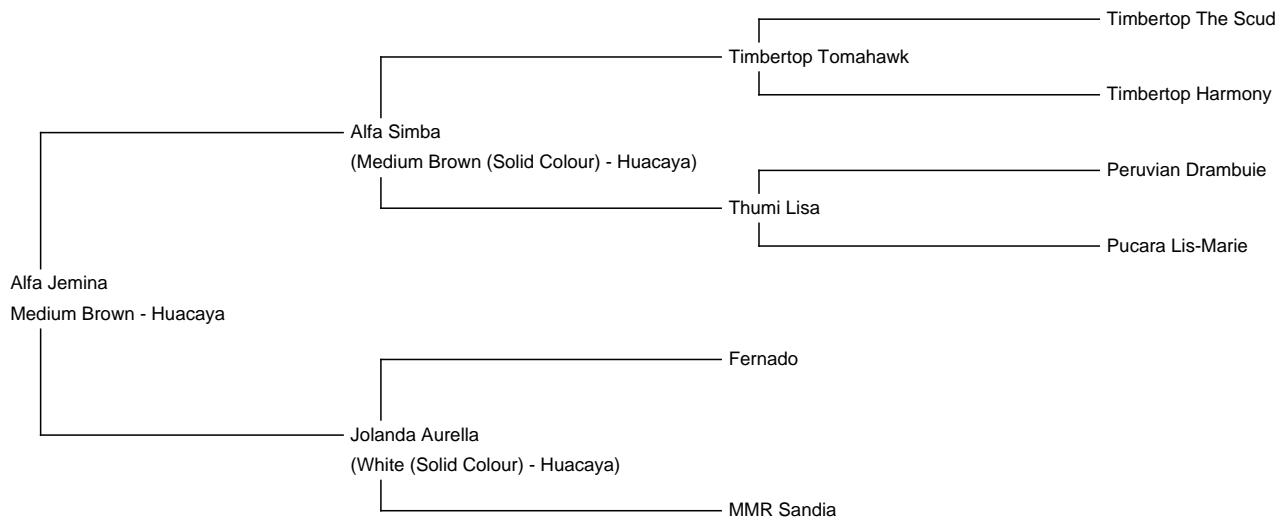 Timbertop The Scud
Timbertop Tomahawk
Timbertop Harmony
Alfa Simba
(Medium Brown (Solid Colour) - Huacaya)
Peruvian Drambuie
Thumi Lisa
Pucara Lis-Marie
Alfa Jemina
Medium Brown - Huacaya
Fernado
Jolanda Aurella
(White (Solid Colour) - Huacaya)
MMR Sandia